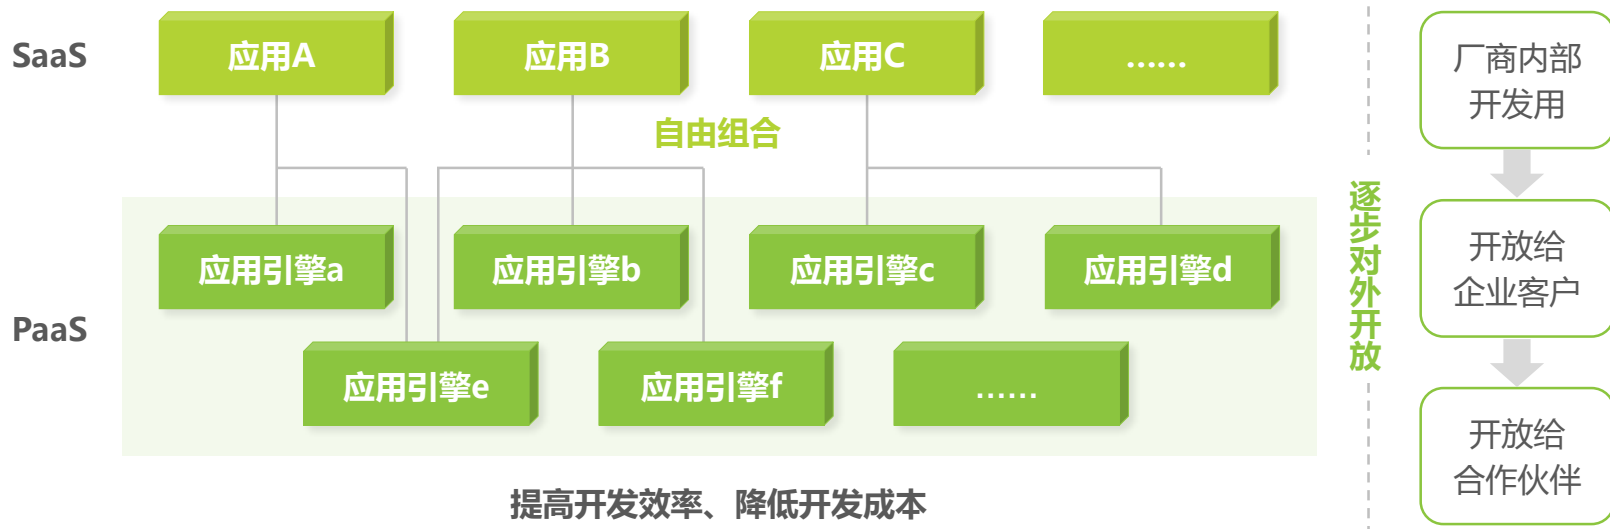 SaaS
应用A
应用B
应用C
......
自由组合
PaaS
应用引擎a
应用引擎b
应用引擎c
应用引擎d
应用引擎e
应用引擎f
......
提高开发效率、降低开发成本
逐步对外开放
厂商内部
开发用
开放给
企业客户
开放给
合作伙伴